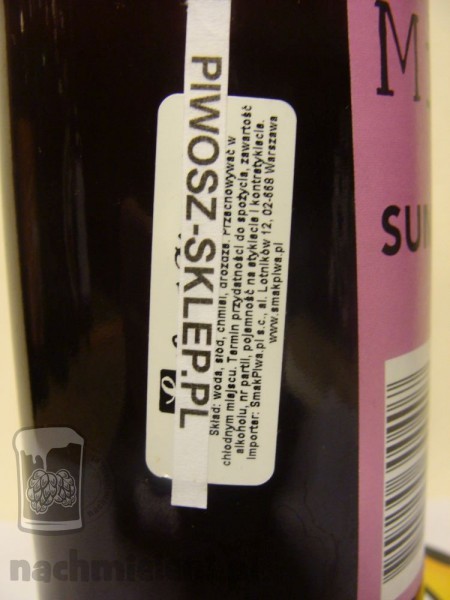 PIWOSZ-SKLEP.PL
Skład: woda, słód, chmiel, drożdże. Przechowywać w
chłodnym miejscu. Termin przydatności do spożycia, zawartość
alkoholu, nr partii, pojemność na etykiecie i kontretykiecie.
Importer: SmakPiwa.pl s.c., al. Lotników 12, 02-668 Warszawa
www.smakpiwa.pl
M
SU